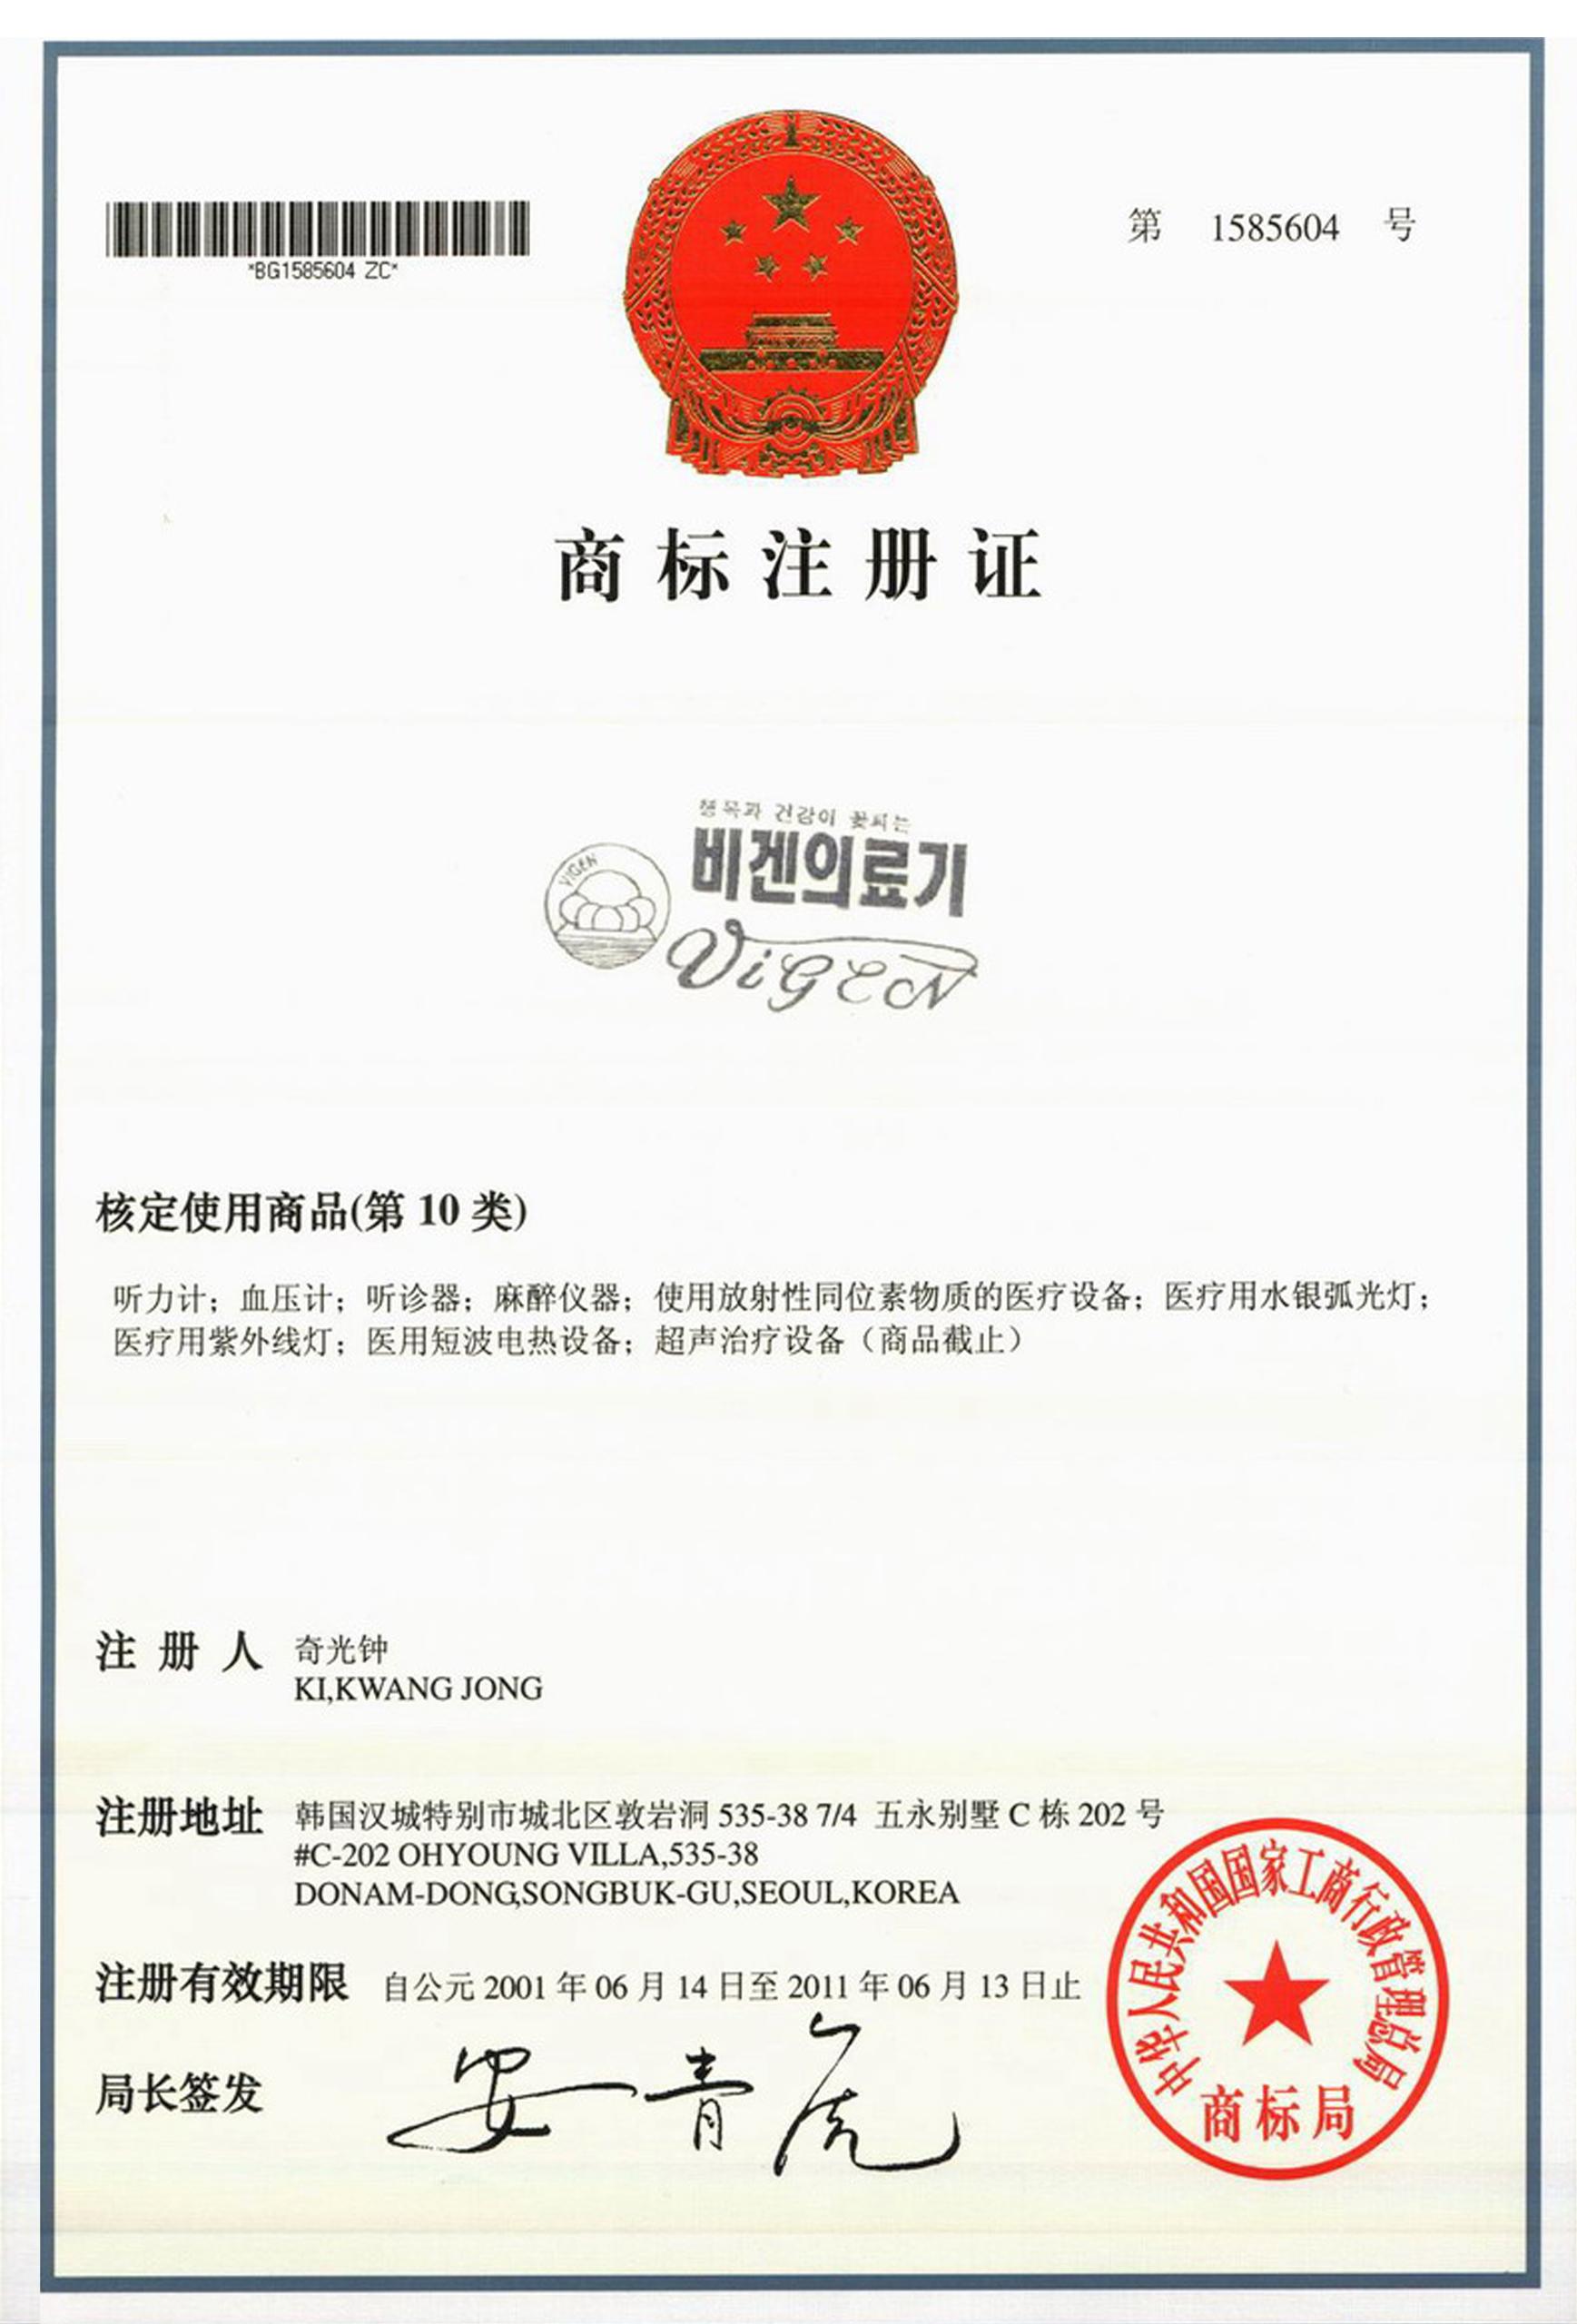 *BG1585604 ZC*
第 1585604 号
商标注册证
건강이
VIGEN
비겐의료기
ViGEN
核定使用商品(第 10 类)
听力计；血压计；听诊器；麻醉仪器；使用放射性同位素物质的医疗设备；医疗用水银弧光灯；
医疗用紫外线灯；医用短波电热设备；超声治疗设备（商品截止）
注册人 奇光钟
KI,KWANG JONG
注册地址 韩国汉城特别市城北区敦岩洞 535-38 7/4 五永别墅 C 栋 202 号
#C-202 OHYOUNG VILLA,535-38
DONAM-DONG,SONGBUK-GU,SEOUL,KOREA
注册有效期限 自公元 2001 年 06 月 14 日至 2011 年 06 月 13 日止
局长签发 安青虎
中华人民共和国国家工商行政管理总局
商标局